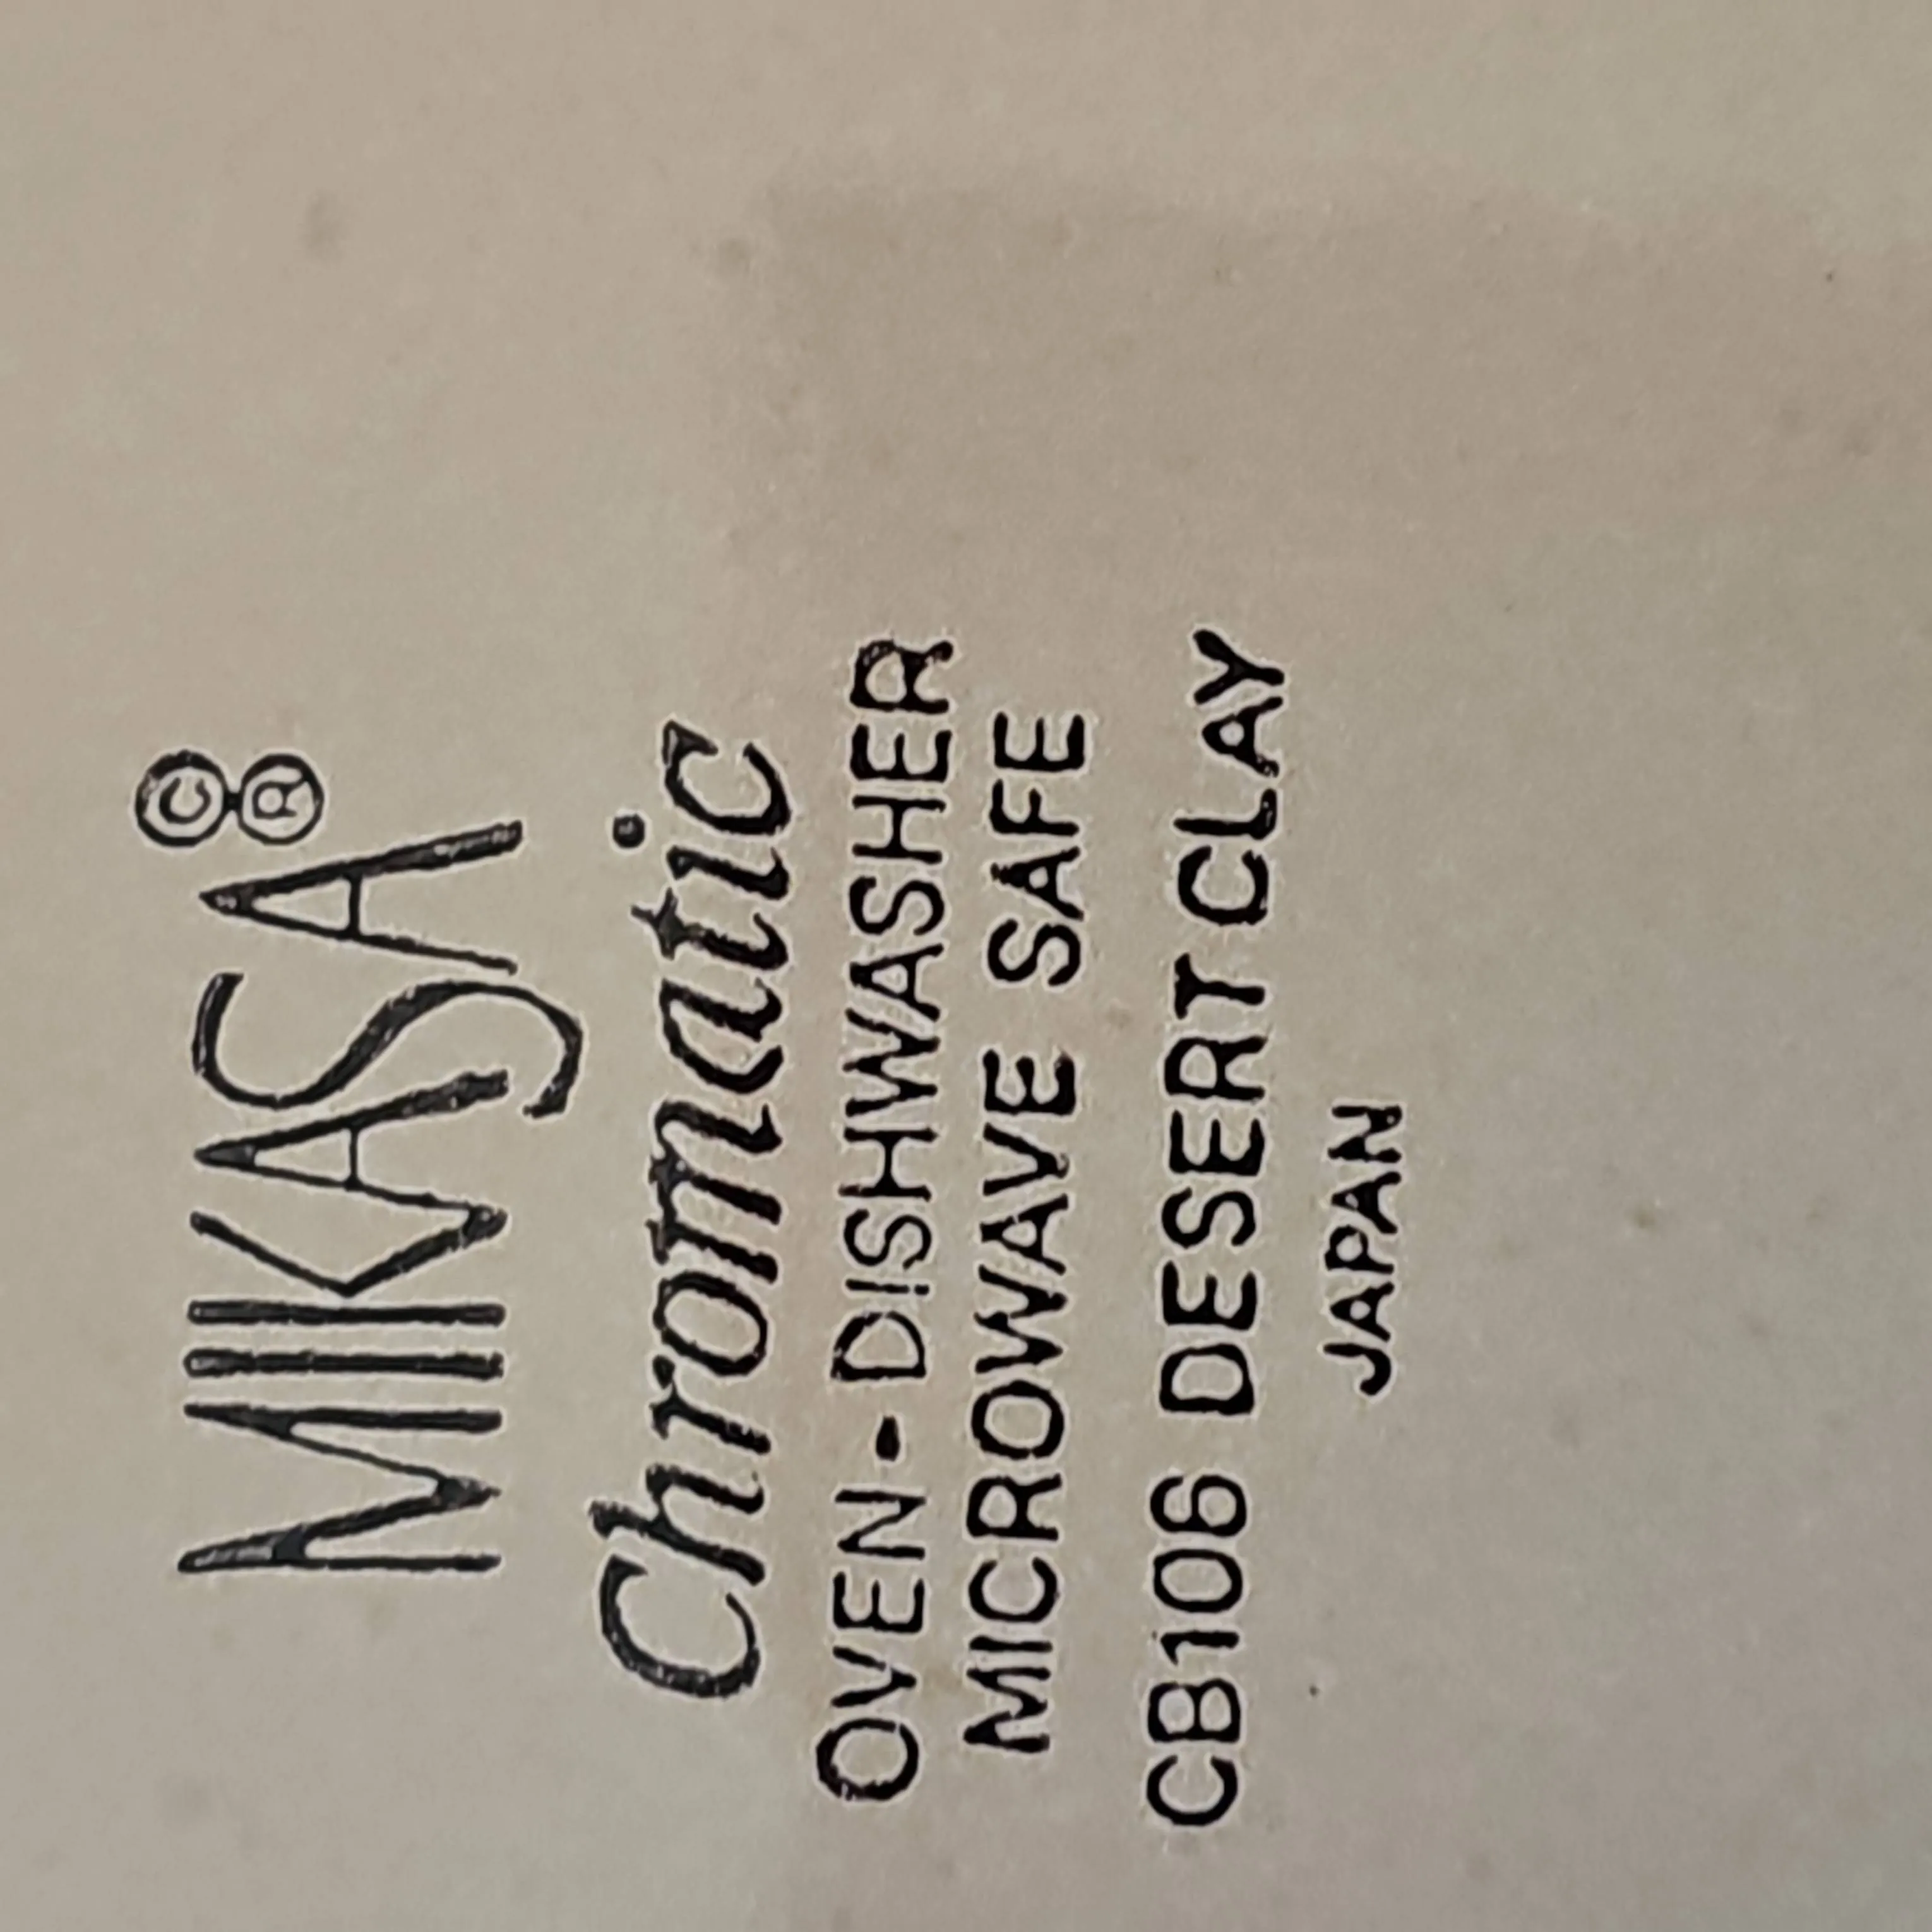 MIKASA ©®
Chromatic
OVEN - DISHWASHER
MICROWAVE SAFE
CB106 DESERT CLAY
JAPAN